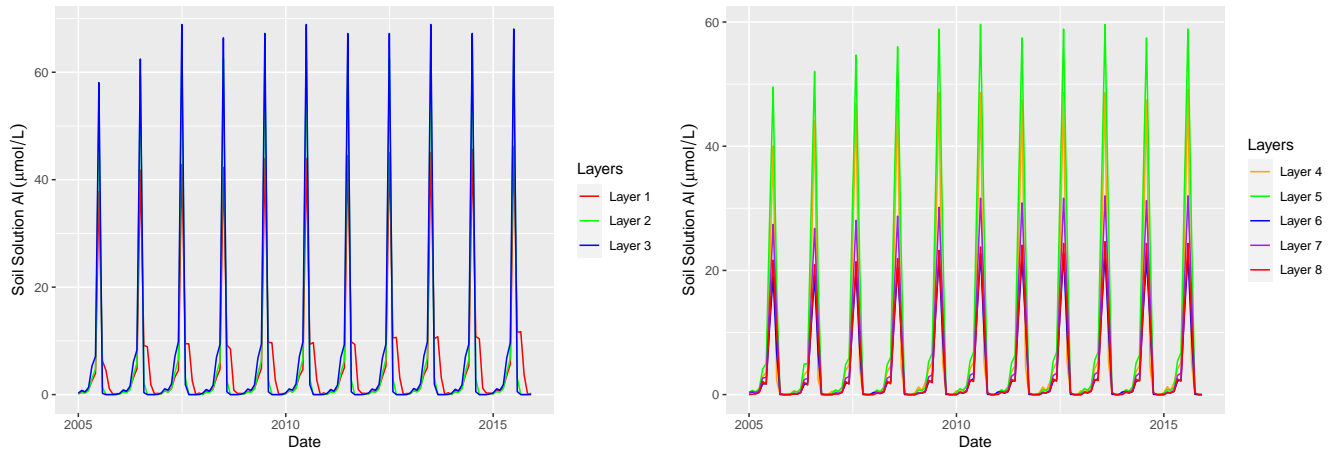 Soil Solution Al (µmol/L)
60
40
20
0
2005
2010
2015
Date
Layers
Layer 1
Layer 2
Layer 3
Soil Solution Al (µmol/L)
60
40
20
0
2005
2010
2015
Date
Layers
Layer 4
Layer 5
Layer 6
Layer 7
Layer 8